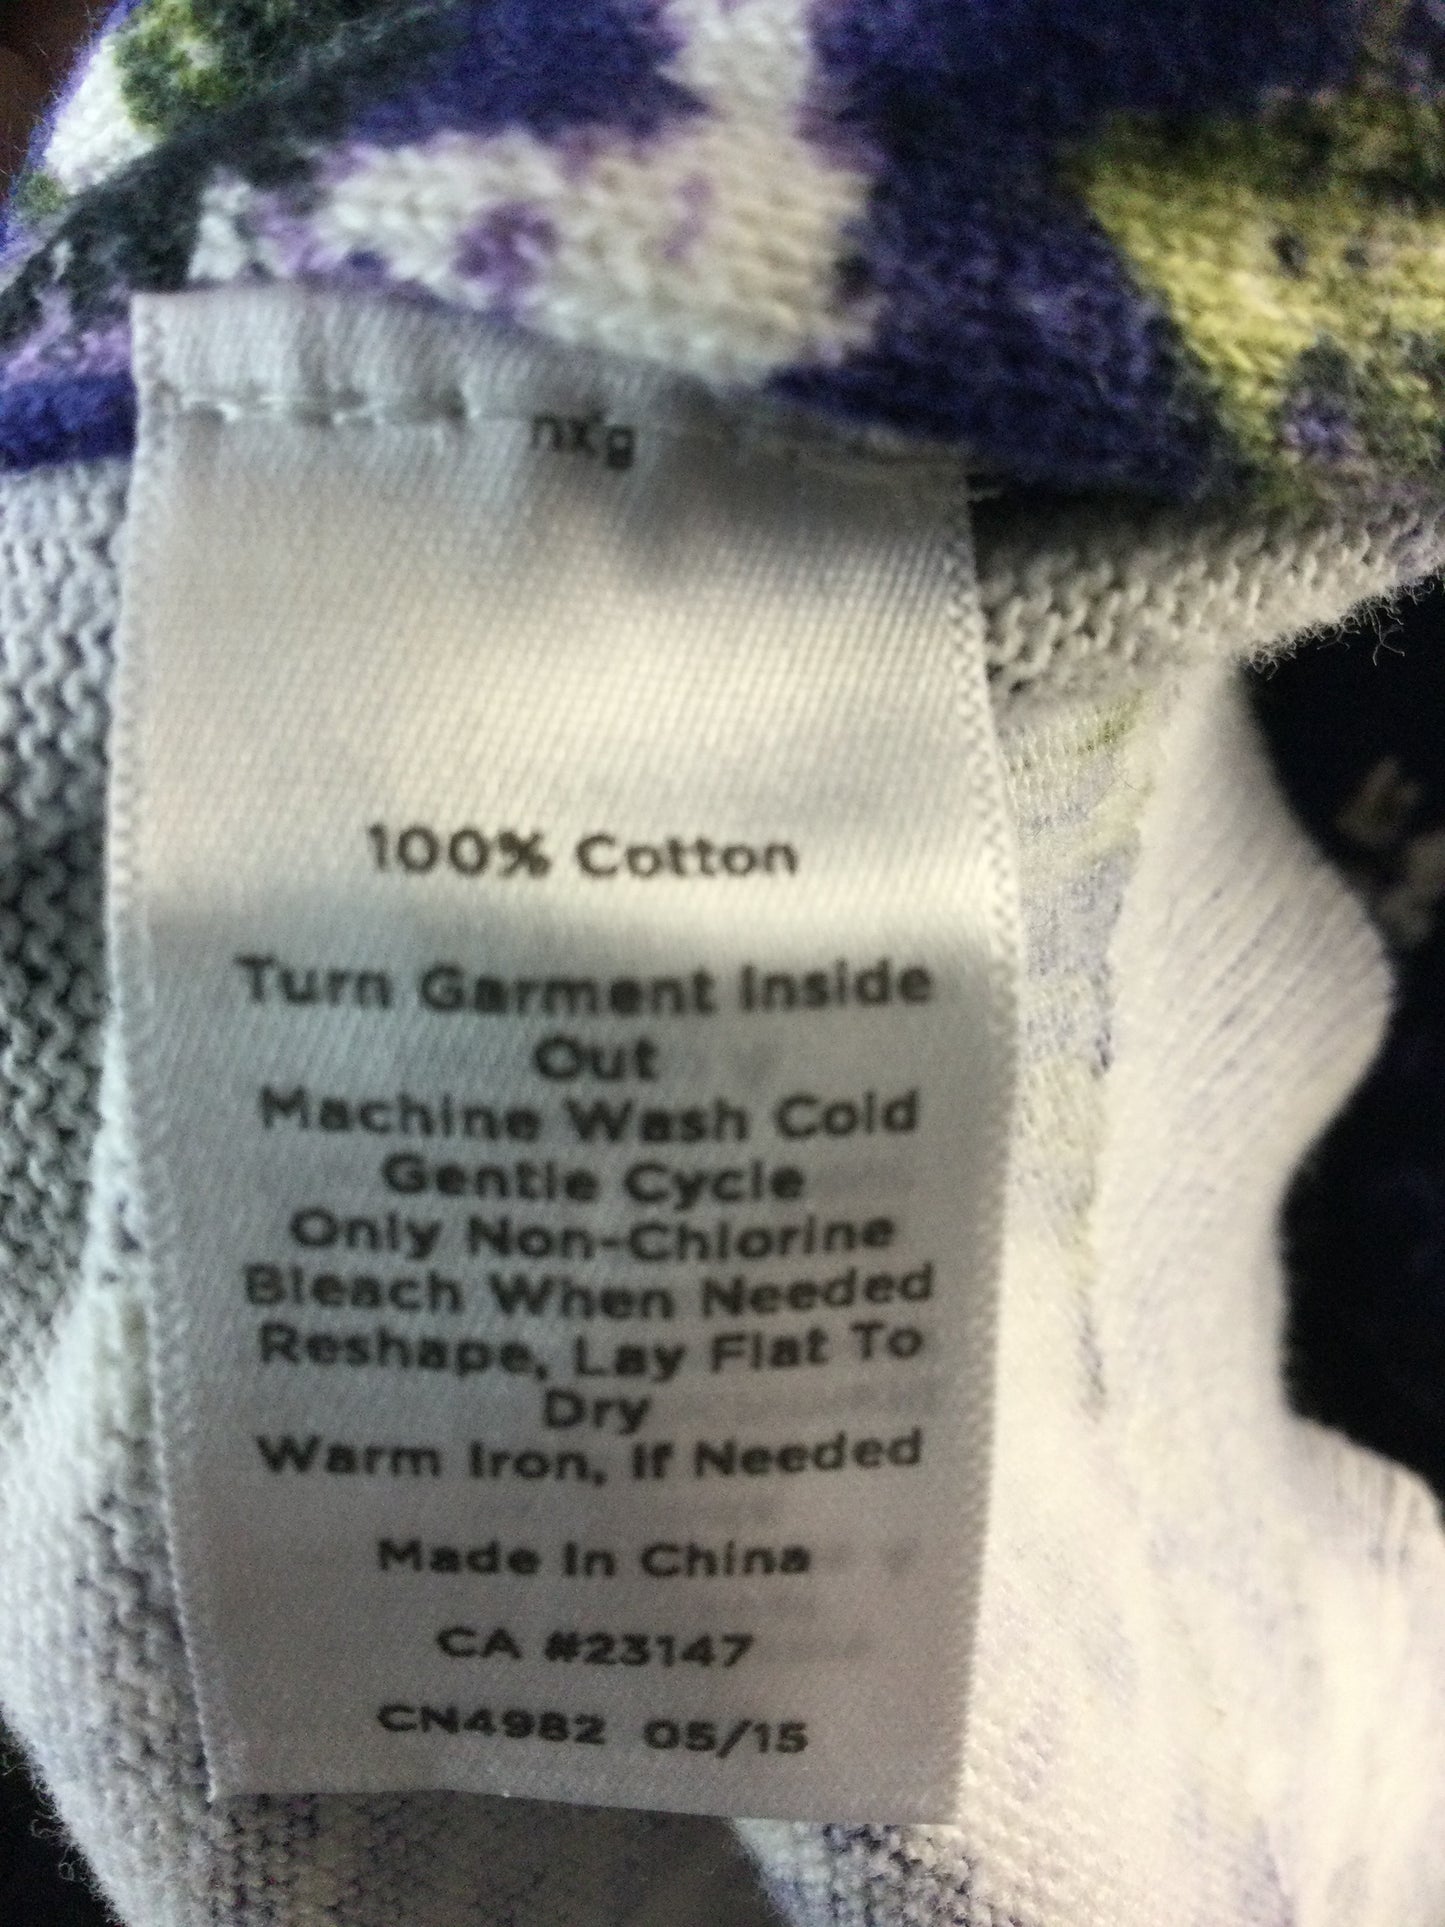 100% Cotton
Turn Garment Inside
Out
Machine Wash Cold
Gentle Cycle
Only Non-Chlorine
Bleach When Needed
Reshape, Lay Flat To
Dry
Warm Iron, If Needed
Made In China
CA #23147
CN4982 05/15